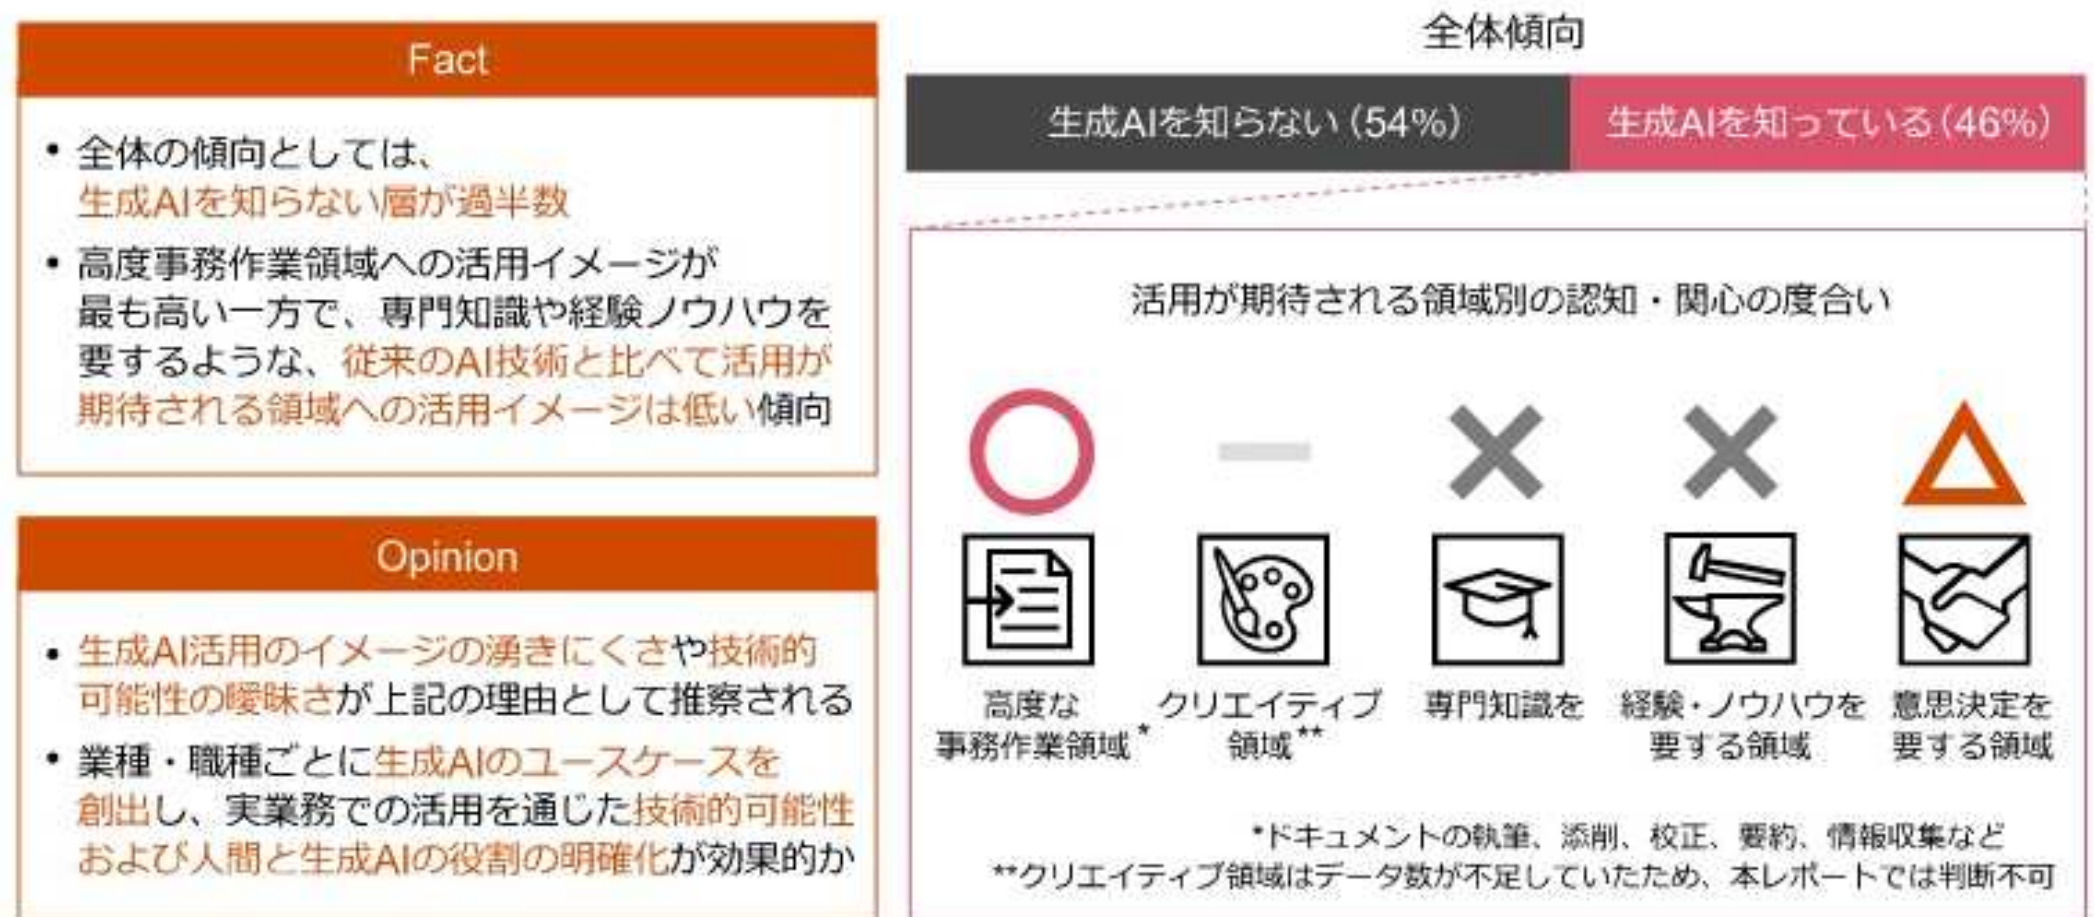 Fact
• 全体の傾向としては、
生成AIを知らない層が過半数
• 高度事務作業領域への活用イメージが
最も高い一方で、専門知識や経験ノウハウを
要するような、従来のAI技術と比べて活用が
期待される領域への活用イメージは低い傾向
Opinion
• 生成AI活用のイメージの湧きにくさや技術的
可能性の曖昧さが上記の理由として推察される
• 業種・職種ごとに生成AIのユースケースを
創出し、実業務での活用を通じた技術的可能性
および人間と生成AIの役割の明確化が効果的か
全体傾向
生成AIを知らない（54%）
生成AIを知っている（46%）
活用が期待される領域別の認知・関心の度合い
高度な
事務作業領域*
クリエイティブ
領域**
専門知識を
経験・ノウハウを
要する領域
意思決定を
要する領域
*ドキュメントの執筆、添削、校正、要約、情報収集など
**クリエイティブ領域はデータ数が不足していたため、本レポートでは判断不可